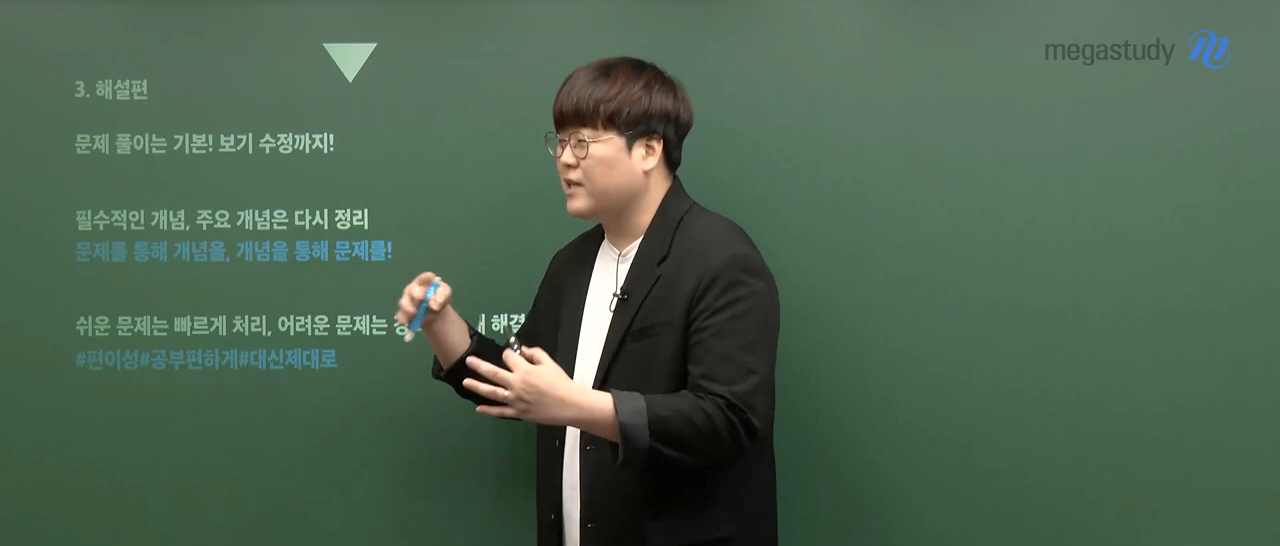 megastudy
3. 해설편
문제 풀이는 기본! 보기 수정까지!
필수적인 개념, 주요 개념은 다시 정리
문제를 통해 개념을, 개념을 통해 문제를!
쉬운 문제는 빠르게 처리, 어려운 문제는
#편이성#공부편하게#대신제대로